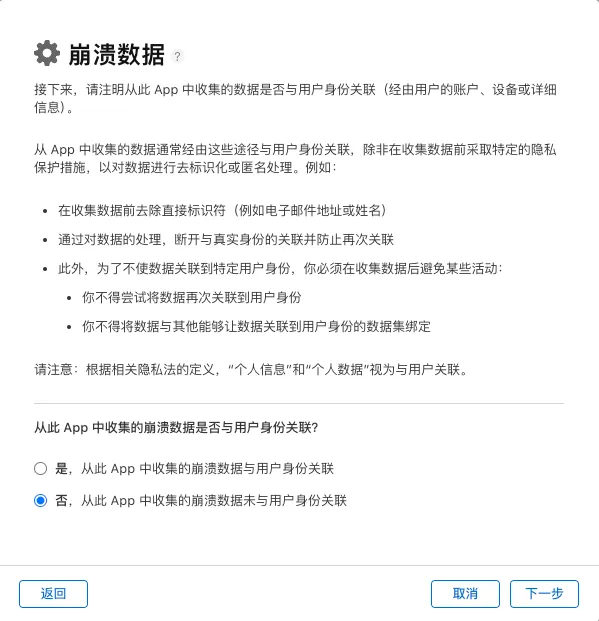 崩溃数据 ?
接下来，请注明从此 App 中收集的数据是否与用户身份关联（经由用户的账户、设备或详细
信息）。
从 App 中收集的数据通常经由这些途径与用户身份关联，除非在收集数据前采取特定的隐私
保护措施，以对数据进行去标识化或匿名处理。例如：
• 在收集数据前去除直接标识符（例如电子邮件地址或姓名）
• 通过对数据的处理，断开与真实身份的关联并防止再次关联
• 此外，为了不使数据关联到特定用户身份，你必须在收集数据后避免某些活动：
• 你不得尝试将数据再次关联到用户身份
• 你不得将数据与其他能够让数据关联到用户身份的数据集绑定
请注意：根据相关隐私法的定义，“个人信息”和“个人数据”视为与用户关联。
从此 App 中收集的崩溃数据是否与用户身份关联？
是，从此 App 中收集的崩溃数据与用户身份关联
否，从此 App 中收集的崩溃数据未与用户身份关联
返回
取消
下一步